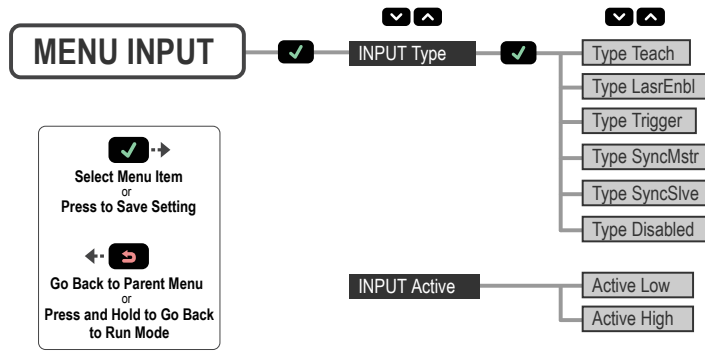 MENU INPUT
INPUT Type
Type Teach
Type LasrEnbl
Type Trigger
Type SyncMstr
Type SyncSlve
Type Disabled
Select Menu Item
or
Press to Save Setting
Go Back to Parent Menu
or
Press and Hold to Go Back
to Run Mode
INPUT Active
Active Low
Active High